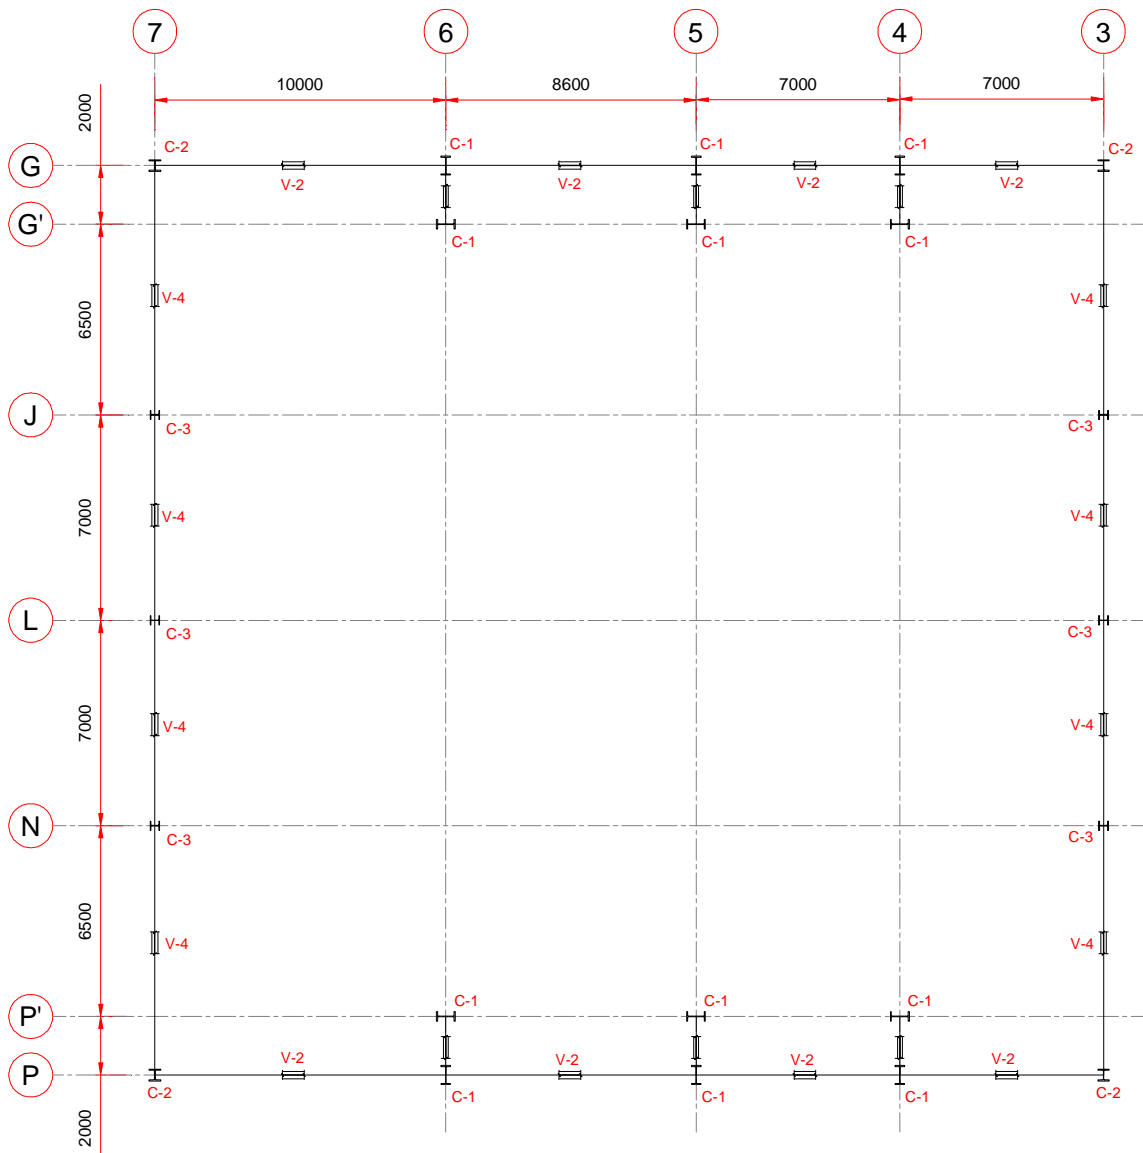 7 6 5 4 3
10000 8600 7000 7000
2000
C-2 C-1 C-1 C-1 C-2
G
V-2 V-2 V-2 V-2
G'
C-1 C-1 C-1
6500
V-4 V-4
J
C-3 C-3
7000
V-4 V-4
L
C-3 C-3
7000
V-4 V-4
N
C-3 C-3
6500
V-4 V-4
P'
C-1 C-1 C-1
V-2 V-2 V-2 V-2
P
C-2 C-1 C-1 C-1 C-2
2000